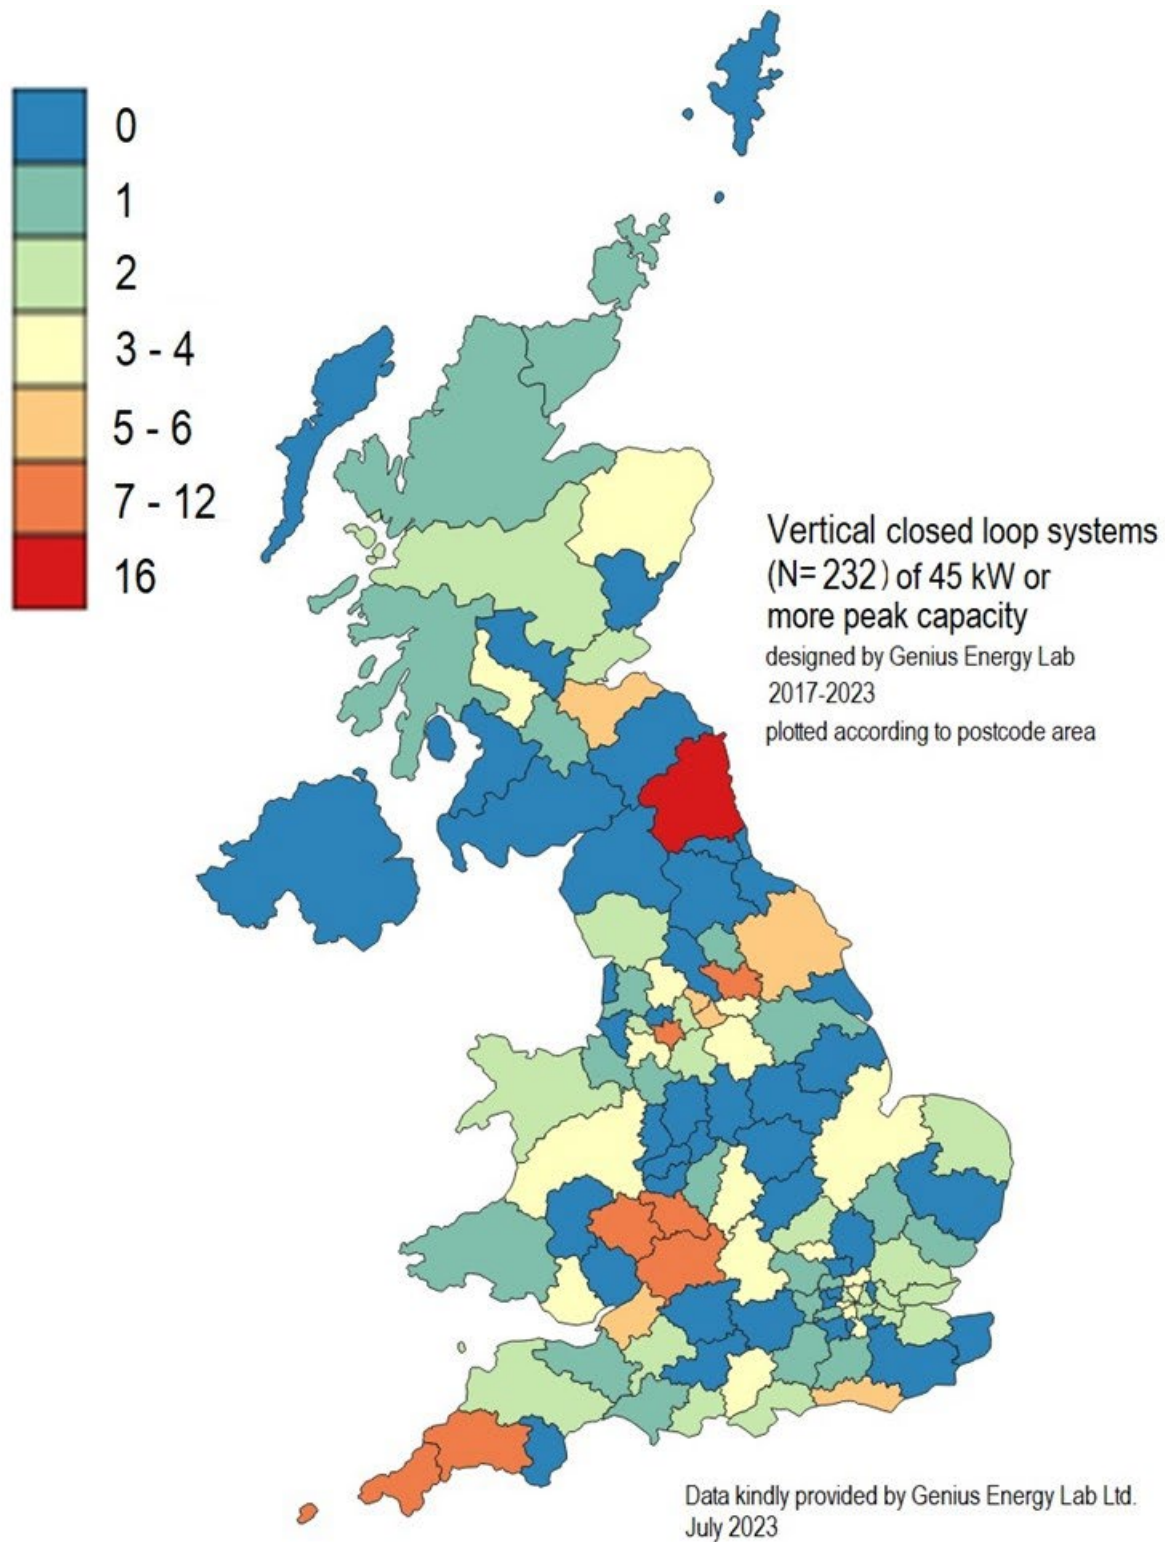 0
1
2
3 - 4
5 - 6
7 - 12
16
Vertical closed loop systems
(N= 232) of 45 kW or
more peak capacity
designed by Genius Energy Lab
2017-2023
plotted according to postcode area
Data kindly provided by Genius Energy Lab Ltd.
July 2023